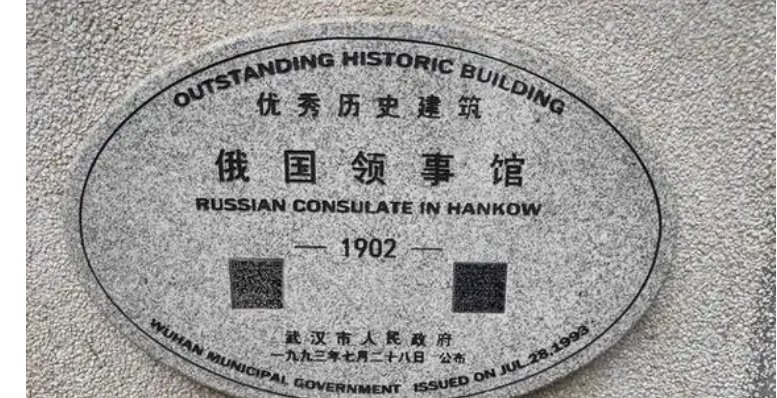 OUTSTANDING HISTORIC BUILDING
优秀历史建筑
俄国领事馆
RUSSIAN CONSULATE IN HANKOW
— 1902 —
武汉市人民政府
一九九三年七月二十八日 公布
WUHAN MUNICIPAL GOVERNMENT ISSUED ON JUL.28.1993